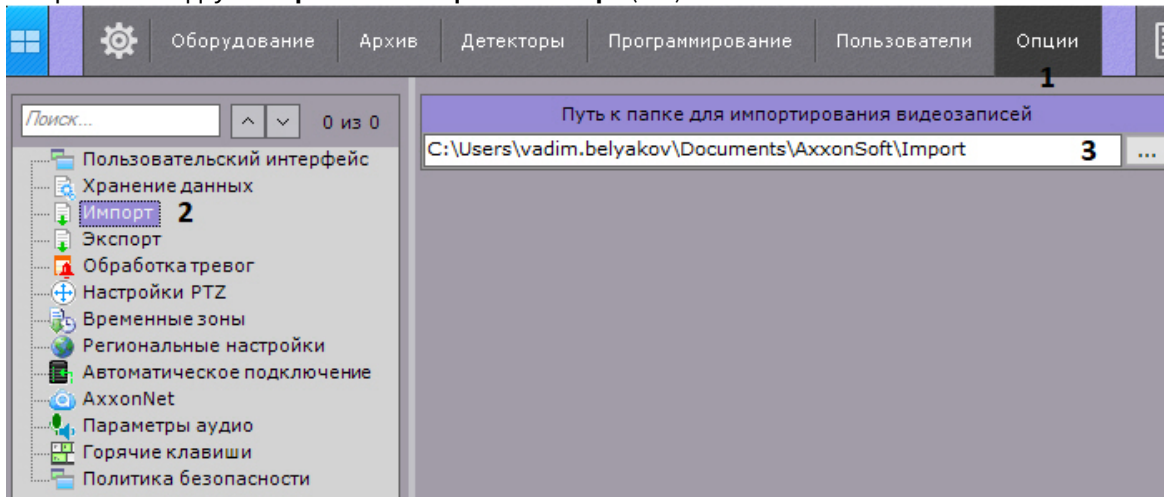 Оборудование Архив Детекторы Программирование Пользователи Опции
1
Поиск... 0 из 0
Путь к папке для импортирования видеозаписей
C:\Users\vadim.belyakov\Documents\AxxonSoft\Import 3 ...
Пользовательский интерфейс
Хранение данных
Импорт 2
Экспорт
Обработка тревог
Настройки PTZ
Временные зоны
Региональные настройки
Автоматическое подключение
AxxonNet
Параметры аудио
Горячие клавиши
Политика безопасности